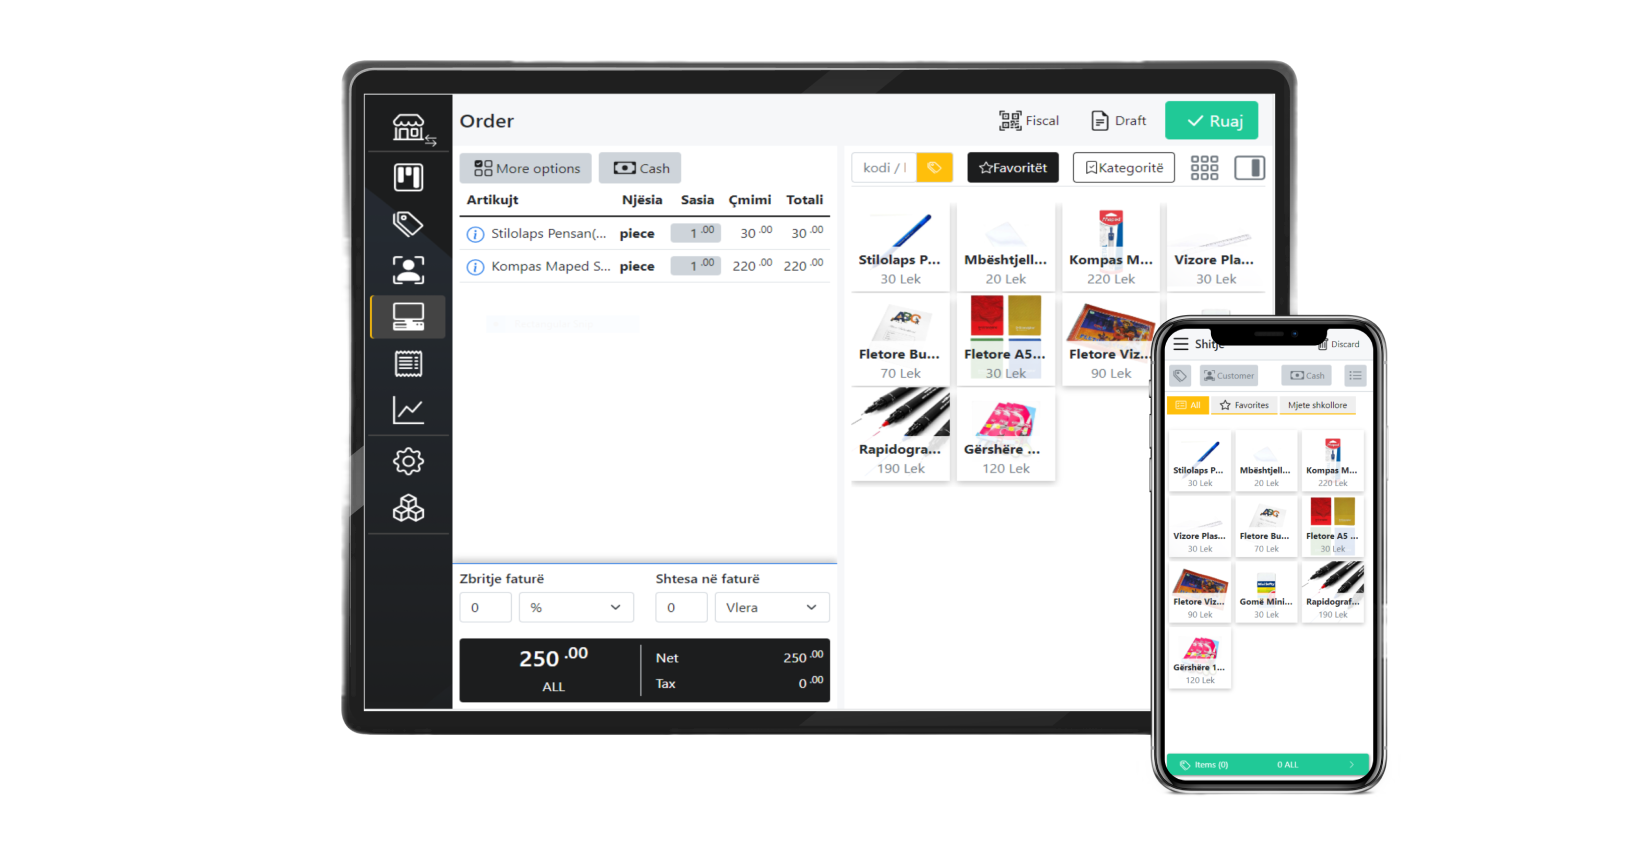 Order
Fiscal
Draft
Ruaj
More options
Cash
Artikujt Njësia Sasia Çmimi Totali
Stilolaps Pensan(... piece 1.00 30.00 30.00
Kompas Maped S... piece 1.00 220.00 220.00
Zbritje faturë Shtesa në faturë
0 % 0 Vlera
250.00
ALL
Net 250.00
Tax 0.00
kodi /
Favoritët
Kategoritë
Stilolaps P... Mbështjell... Kompas M... Vizore Pla...
30 Lek 20 Lek 220 Lek 30 Lek
Fletore Bu... Fletore A5... Fletore Viz...
70 Lek 30 Lek 90 Lek
Rapidogra... Gërshëre ...
190 Lek 120 Lek
Shitje
Discard
Customer
Cash
All
Favorites
Mjete shkollore
Stilolaps P... Mbështjell... Kompas M...
30 Lek 20 Lek 220 Lek
Vizore Plas... Fletore Bu... Fletore A5 ...
30 Lek 70 Lek 30 Lek
Fletore Viz... Gomë Mini... Rapidograf...
90 Lek 30 Lek 190 Lek
Gërshëre 1...
120 Lek
Items (0) 0 ALL